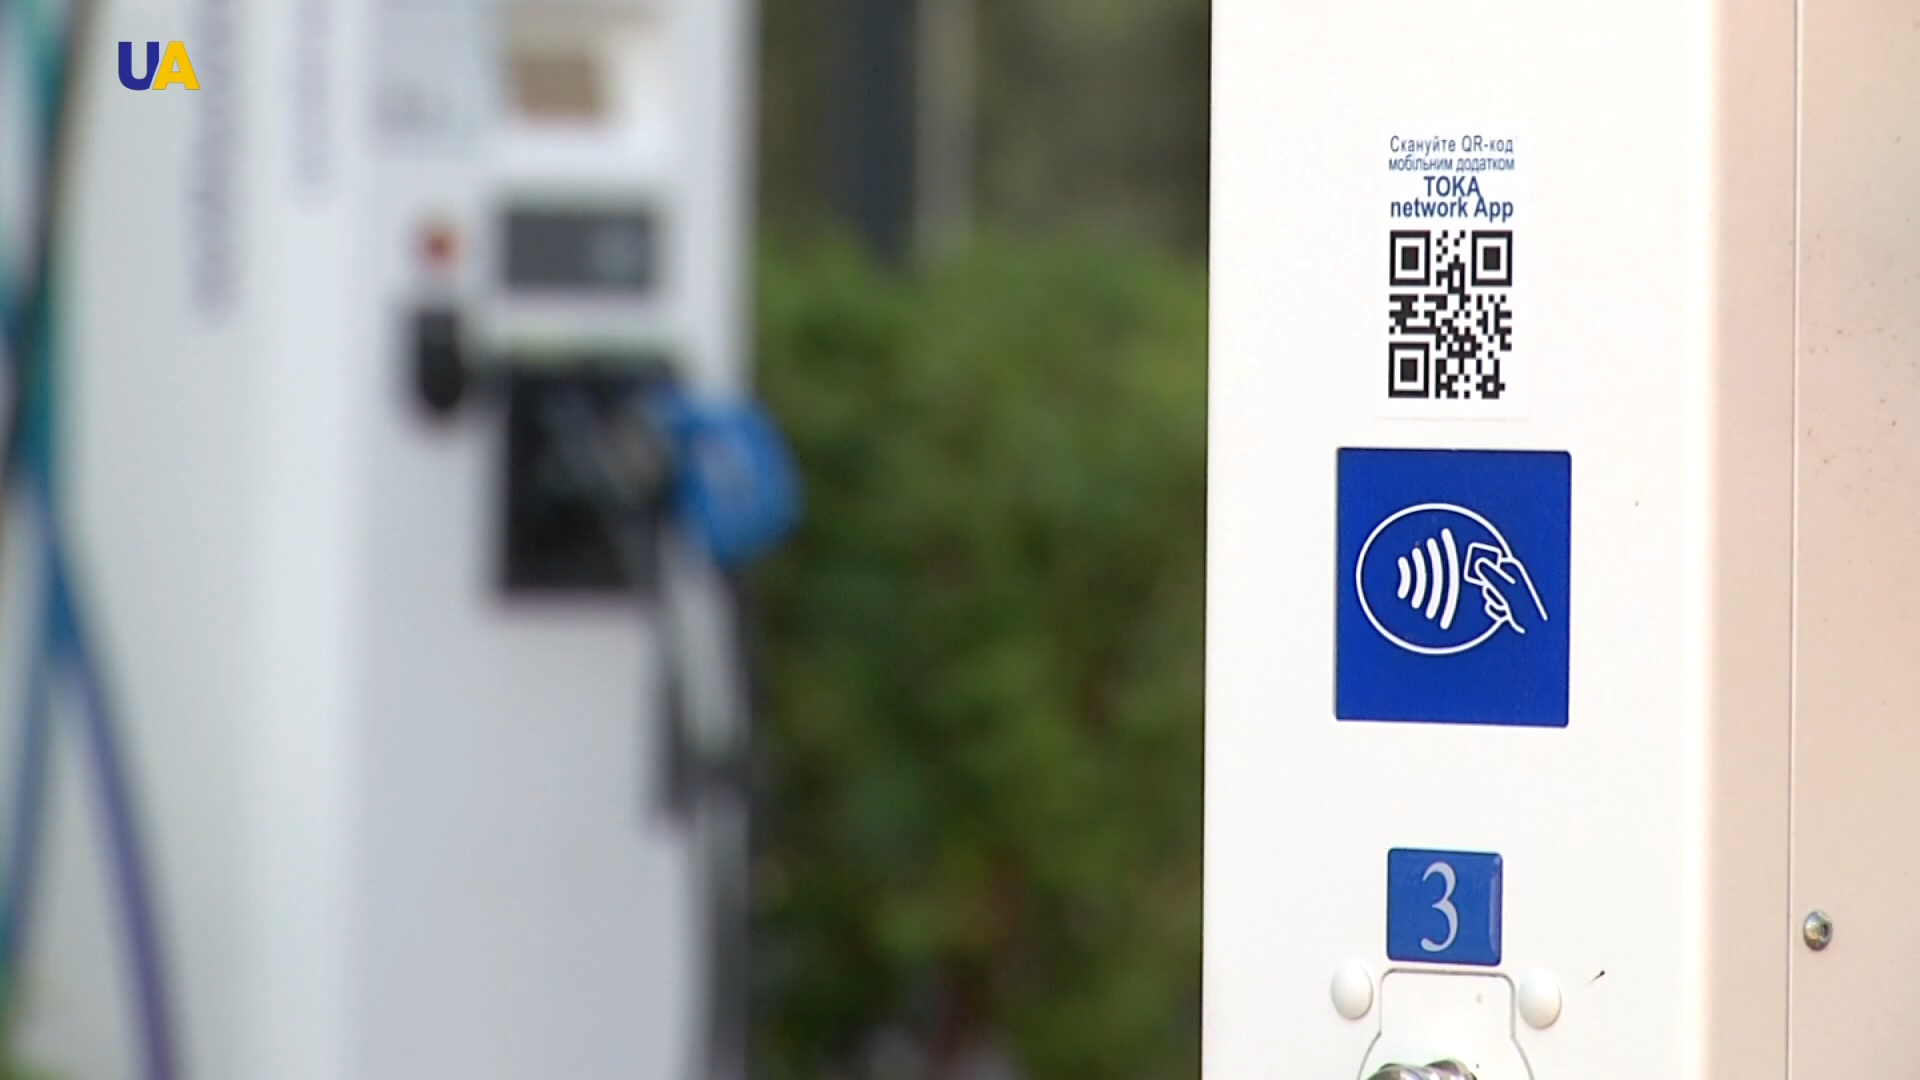 UA
Скануйте QR-код
мобільним додатком
TOKA
network App
3